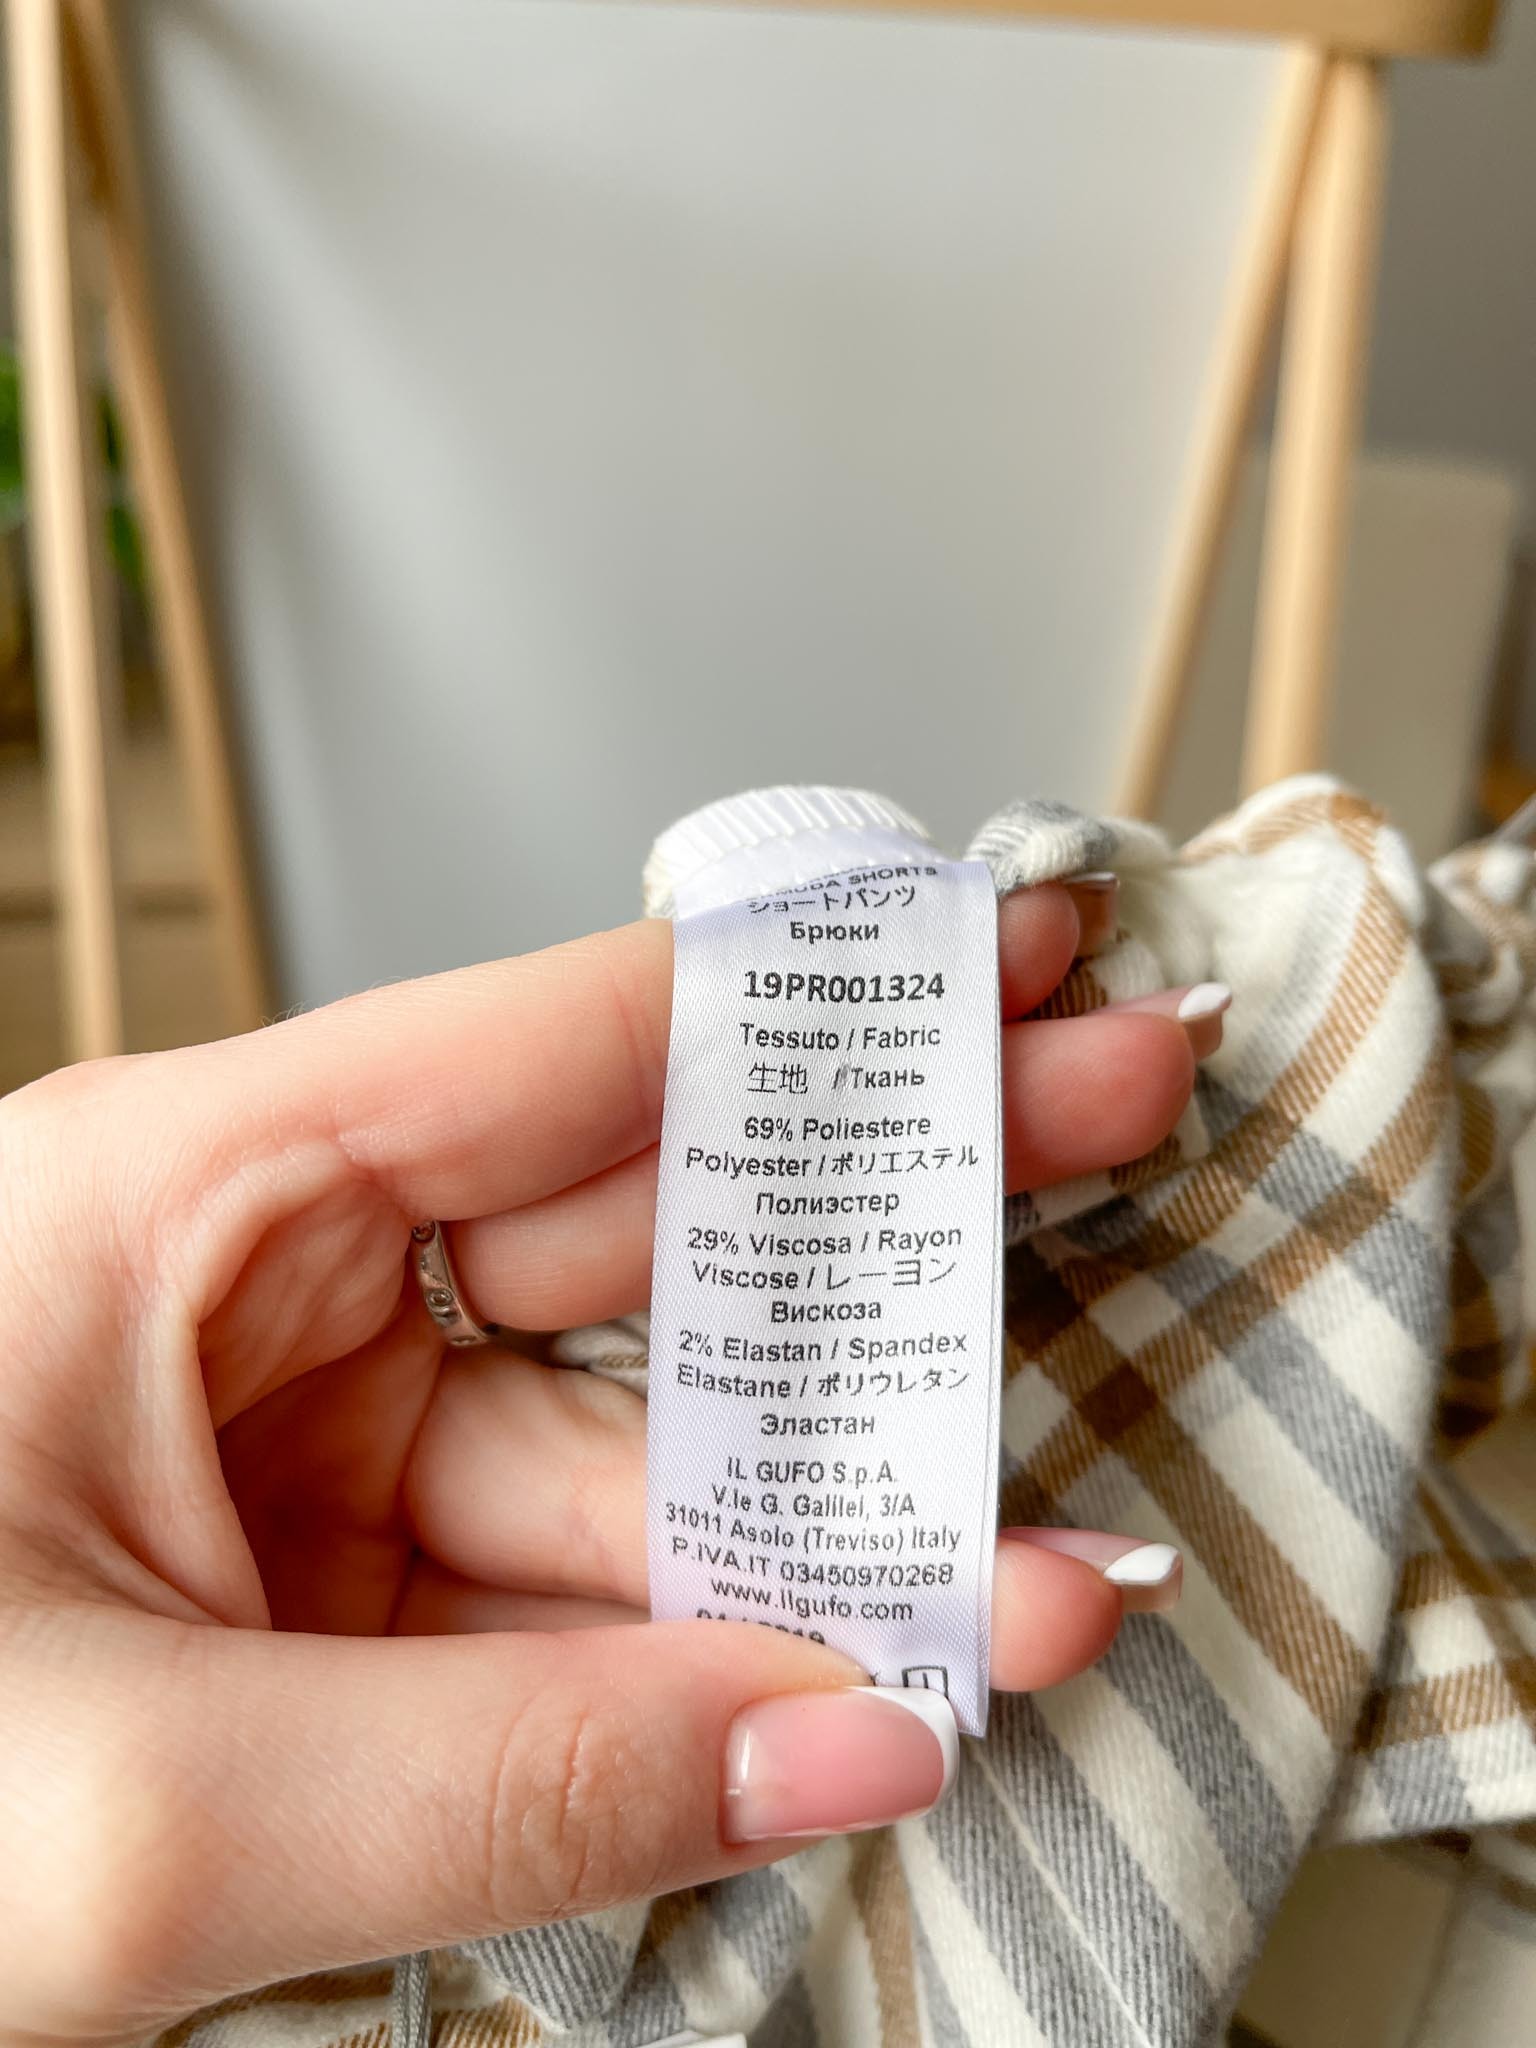 BERMUDA SHORTS
ショートパンツ
Брюки
19PR001324
Tessuto / Fabric
生地 / Ткань
69% Poliestere
Polyester / ポリエステル
Полиэстер
29% Viscosa / Rayon
Viscose / レーヨン
Вискоза
2% Elastan / Spandex
Elastane / ポリウレタン
Эластан
IL GUFO S.p.A.
V.le G. Galilei, 3/A
31011 Asolo (Treviso) Italy
P.IVA.IT 03450970268
www.ilgufo.com